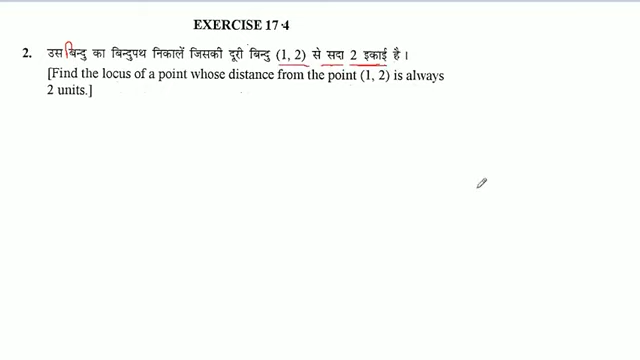 EXERCISE 17·4
2. उस बिन्दु का बिन्दुपथ निकालें जिसकी दूरी बिन्दु (1, 2) से सदा 2 इकाई है ।
[Find the locus of a point whose distance from the point (1, 2) is always
2 units.]